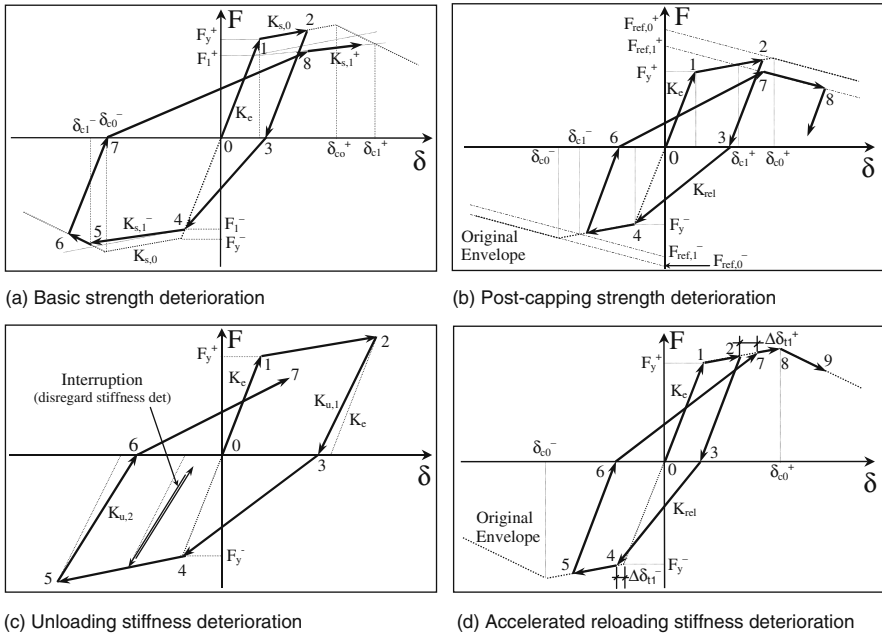 F
K_s,0
2
F_y^+
F_1^+
1
8
K_s,1^+
K_e
δ_c1^-
δ_c0^-
7
0
3
δ_co^+
δ_c1^+
δ
4
F_1^-
K_s,1^-
5
F_y^-
6
K_s,0
(a) Basic strength deterioration
F
F_ref,0^+
F_ref,1^+
2
1
F_y^+
7
8
K_e
δ_c1^-
6
δ_c0^-
0
3
δ_c1^+
δ_c0^+
δ
K_rel
4
F_y^-
Original
Envelope
F_ref,1^-
F_ref,0^-
(b) Post-capping strength deterioration
F
2
F_y^+
1
Interruption
(disregard stiffness det)
K_e
7
K_u,1
K_e
6
0
3
δ
K_u,2
4
F_y^-
5
(c) Unloading stiffness deterioration
F
Δδ_t1^+
1
2
F_y^+
7
8
9
K_e
δ_c0^-
6
0
3
δ_c0^+
δ
K_rel
Original
Envelope
4
F_y^-
5
Δδ_t1^-
(d) Accelerated reloading stiffness deterioration